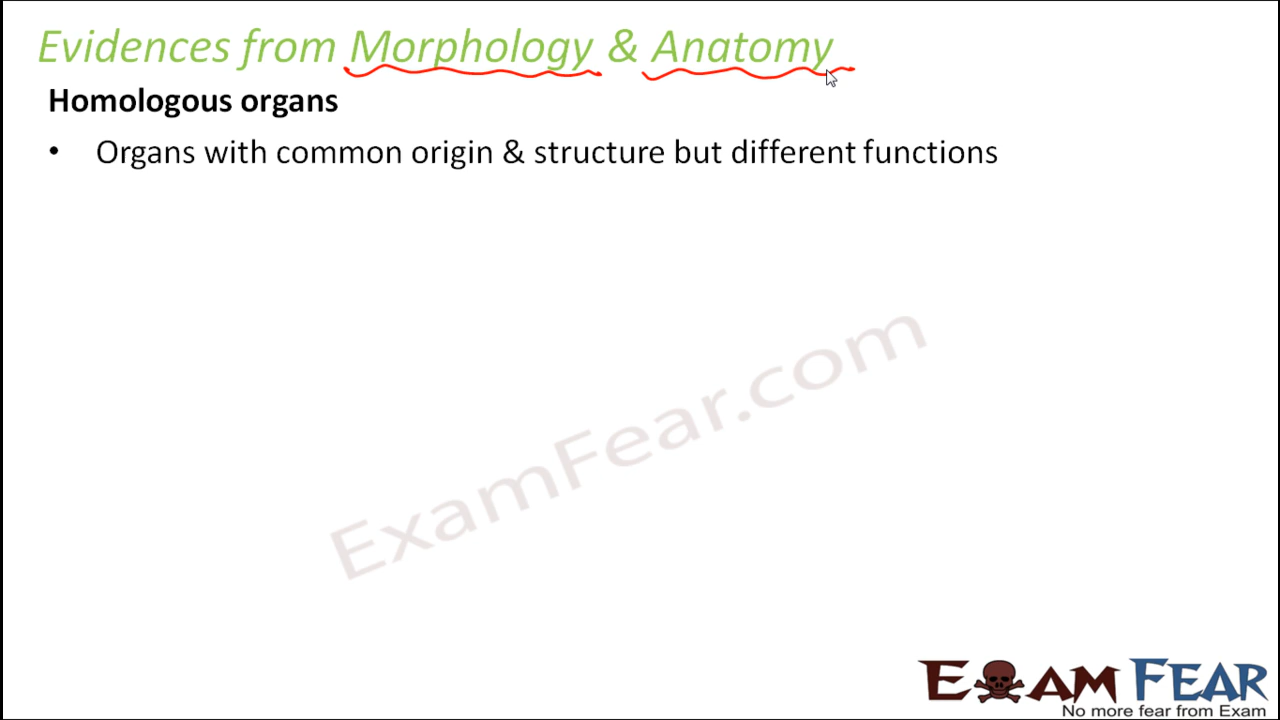 Evidences from Morphology & Anatomy
Homologous organs
• Organs with common origin & structure but different functions
ExamFear.com
EXAM FEAR
No more fear from Exam